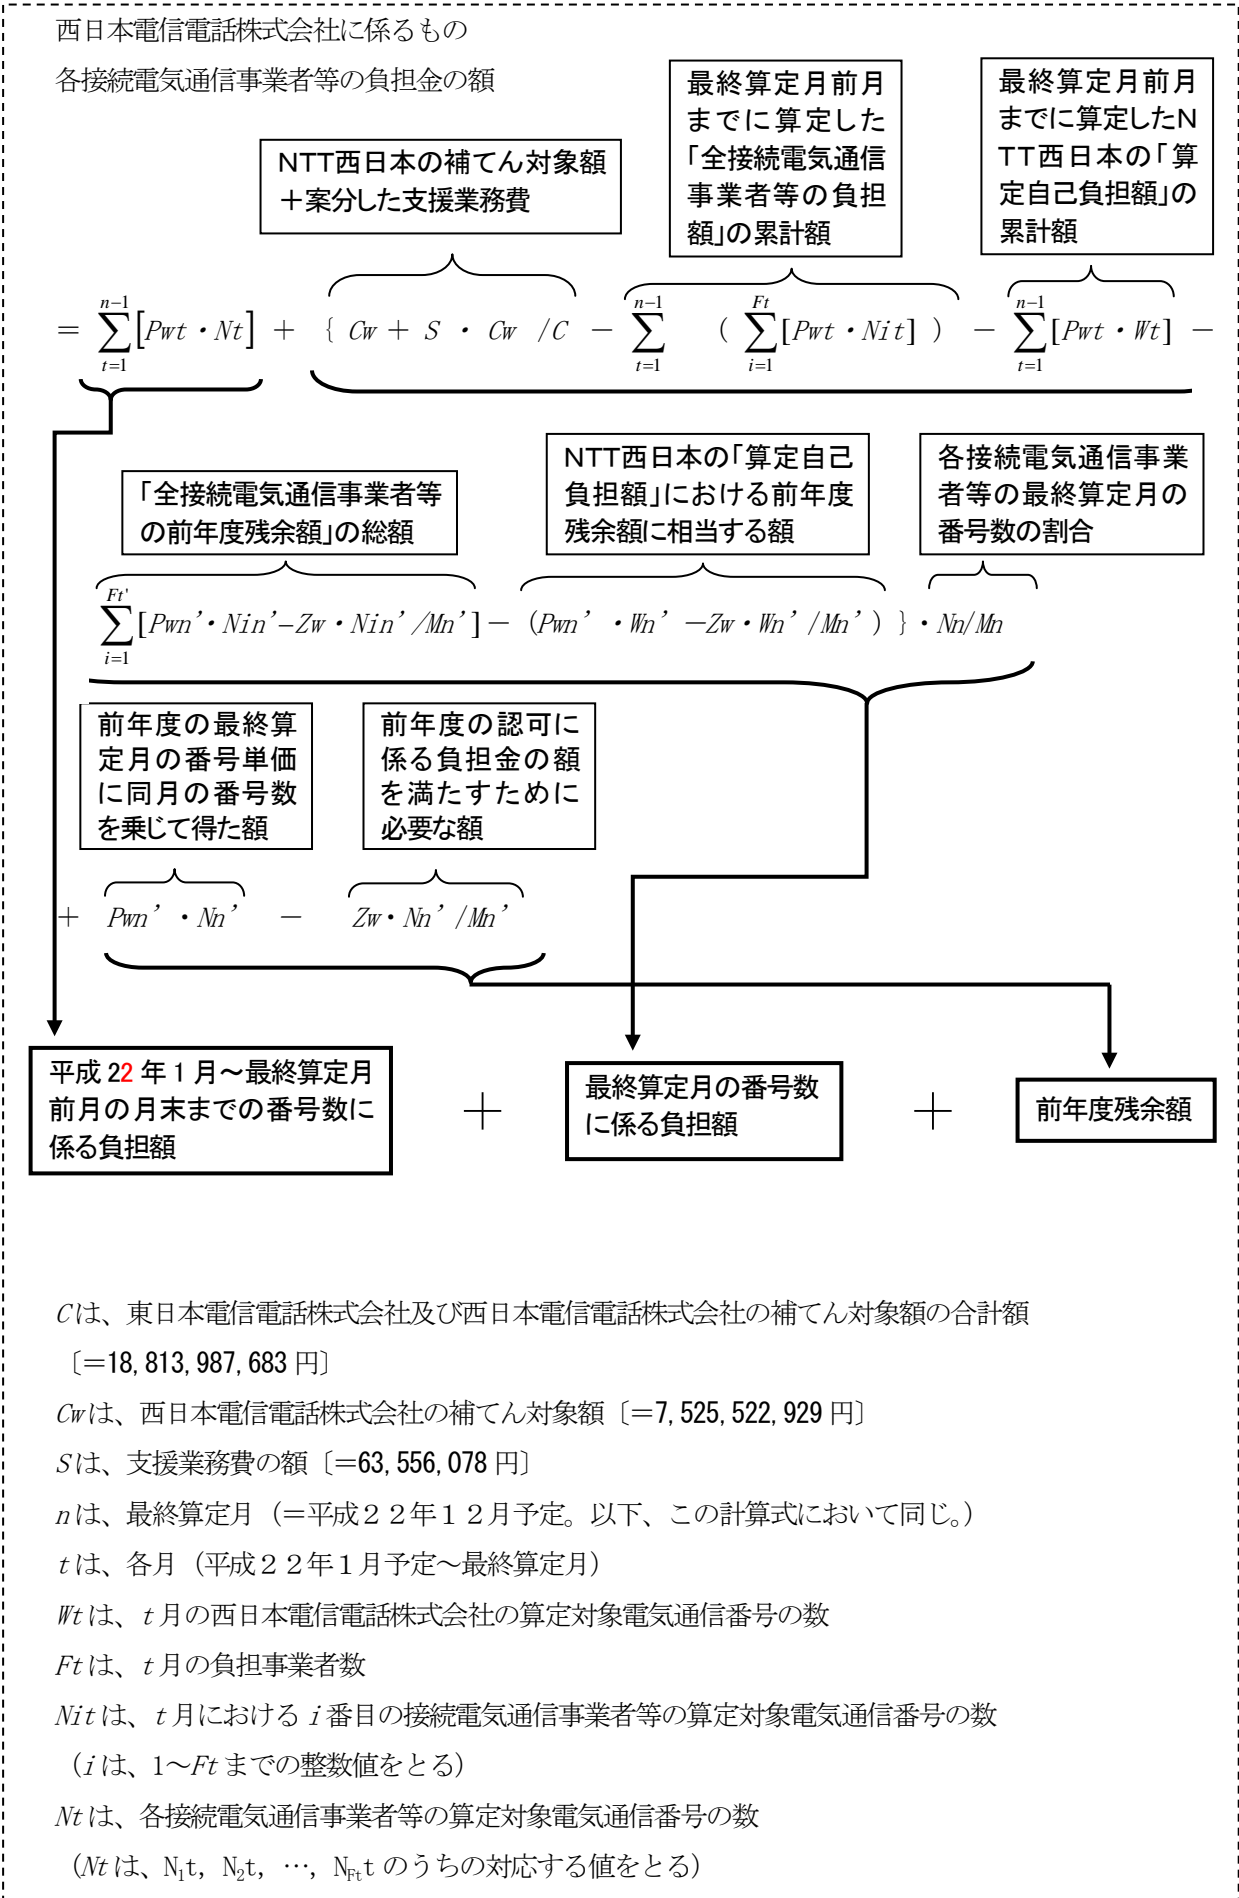 西日本電信電話株式会社に係るもの
各接続電気通信事業者等の負担金の額
NTT西日本の補てん対象額
＋案分した支援業務費
最終算定月前月
までに算定した
「全接続電気通信
事業者等の負担
額」の累計額
最終算定月前月
までに算定したN
TT西日本の「算
定自己負担額」の
累計額
= \sum_{t=1}^{n-1}[Pwt・Nt] + { Cw + S ・ Cw /C － \sum_{t=1}^{n-1} ( \sum_{i=1}^{Ft}[Pwt・Nit] ) － \sum_{t=1}^{n-1}[Pwt・Wt] －
「全接続電気通信事業者等
の前年度残余額」の総額
NTT西日本の「算定自己
負担額」における前年度
残余額に相当する額
各接続電気通信事業
者等の最終算定月の
番号数の割合
\sum_{i=1}^{Ft'}[Pwn’・Nin’－Zw・Nin’/Mn’]－ (Pwn’ ・Wn’ －Zw・Wn’/Mn’) }・Nn/Mn
前年度の最終算
定月の番号単価
に同月の番号数
を乗じて得た額
前年度の認可に
係る負担金の額
を満たすために
必要な額
＋ Pwn’ ・Nn’ － Zw・Nn’/Mn’
平成22年1月～最終算定月
前月の月末までの番号数に
係る負担額
＋
最終算定月の番号数
に係る負担額
＋
前年度残余額
Cは、東日本電信電話株式会社及び西日本電信電話株式会社の補てん対象額の合計額
〔＝18,813,987,683円〕
Cwは、西日本電信電話株式会社の補てん対象額〔＝7,525,522,929円〕
Sは、支援業務費の額〔＝63,556,078円〕
nは、最終算定月（＝平成２２年１２月予定。以下、この計算式において同じ。）
tは、各月（平成２２年１月予定～最終算定月）
Wtは、t月の西日本電信電話株式会社の算定対象電気通信番号の数
Ftは、t月の負担事業者数
Nitは、t月におけるi番目の接続電気通信事業者等の算定対象電気通信番号の数
（iは、1～Ftまでの整数値をとる）
Ntは、各接続電気通信事業者等の算定対象電気通信番号の数
（Ntは、N₁t, N₂t, …, N_{Ft}tのうちの対応する値をとる）